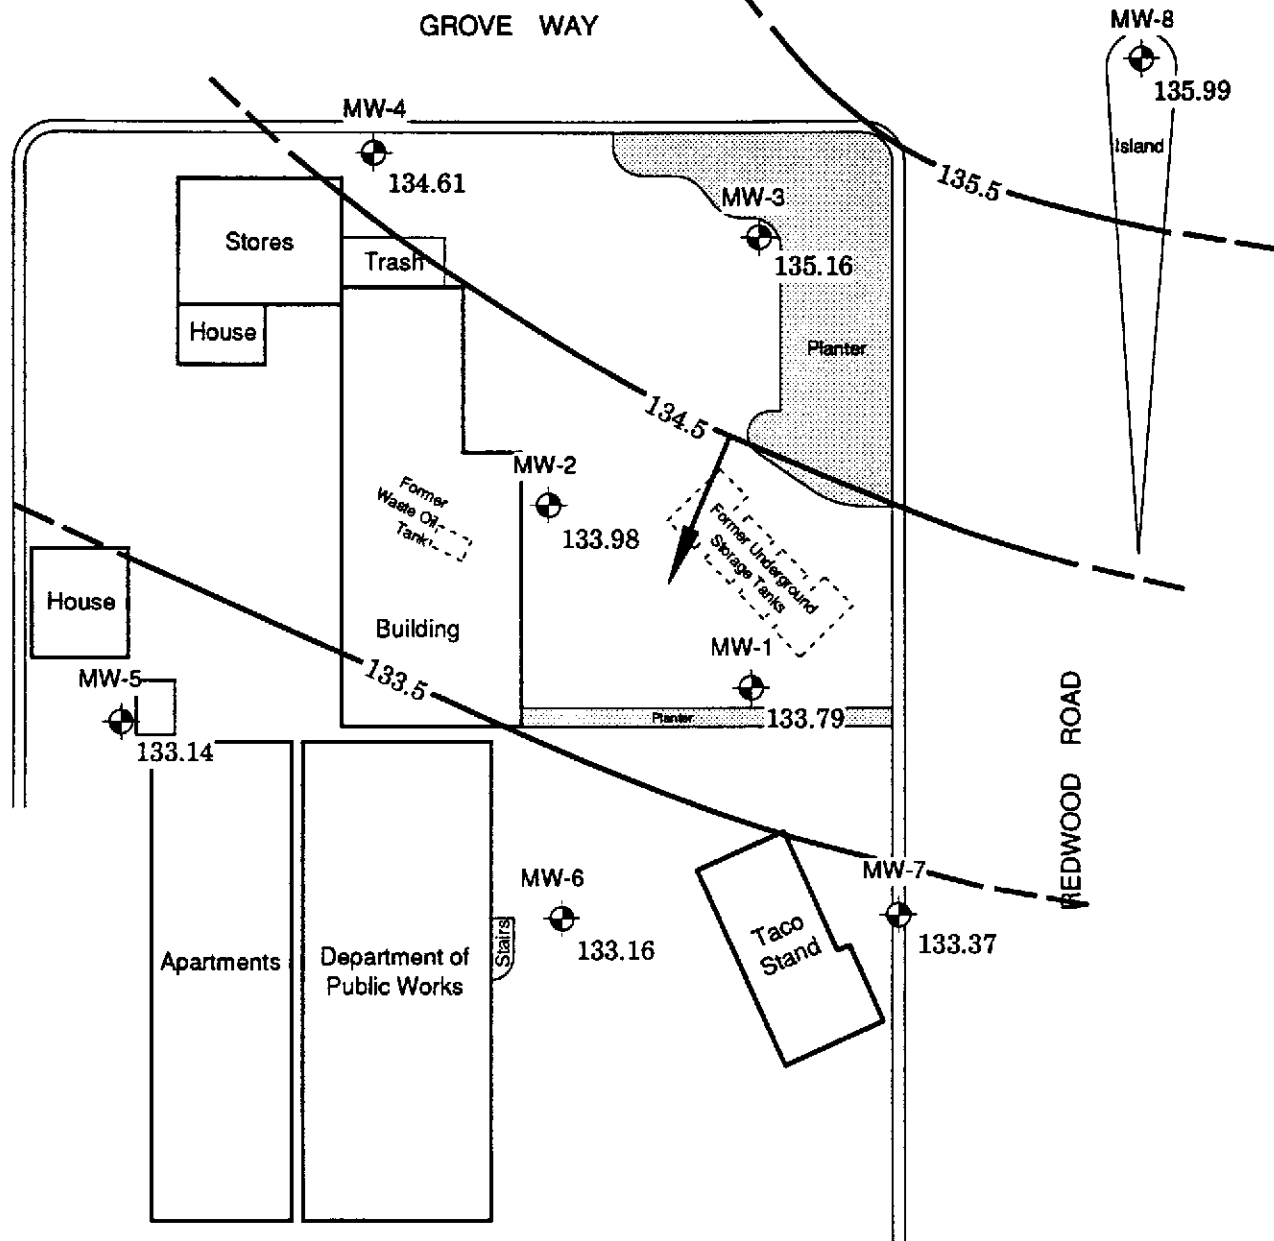 GROVE WAY
MW-8
135.99
Island
MW-4
134.61
135.5
MW-3
135.16
Stores
Trash
House
Planter
134.5
MW-2
133.98
Former
Waste Oil
Tank
Former Underground
Storage Tanks
House
Building
MW-1
133.79
Planter
133.5
MW-5
133.14
REDWOOD ROAD
MW-7
133.37
MW-6
133.16
Stairs
Taco
Stand
Apartments
Department of
Public Works